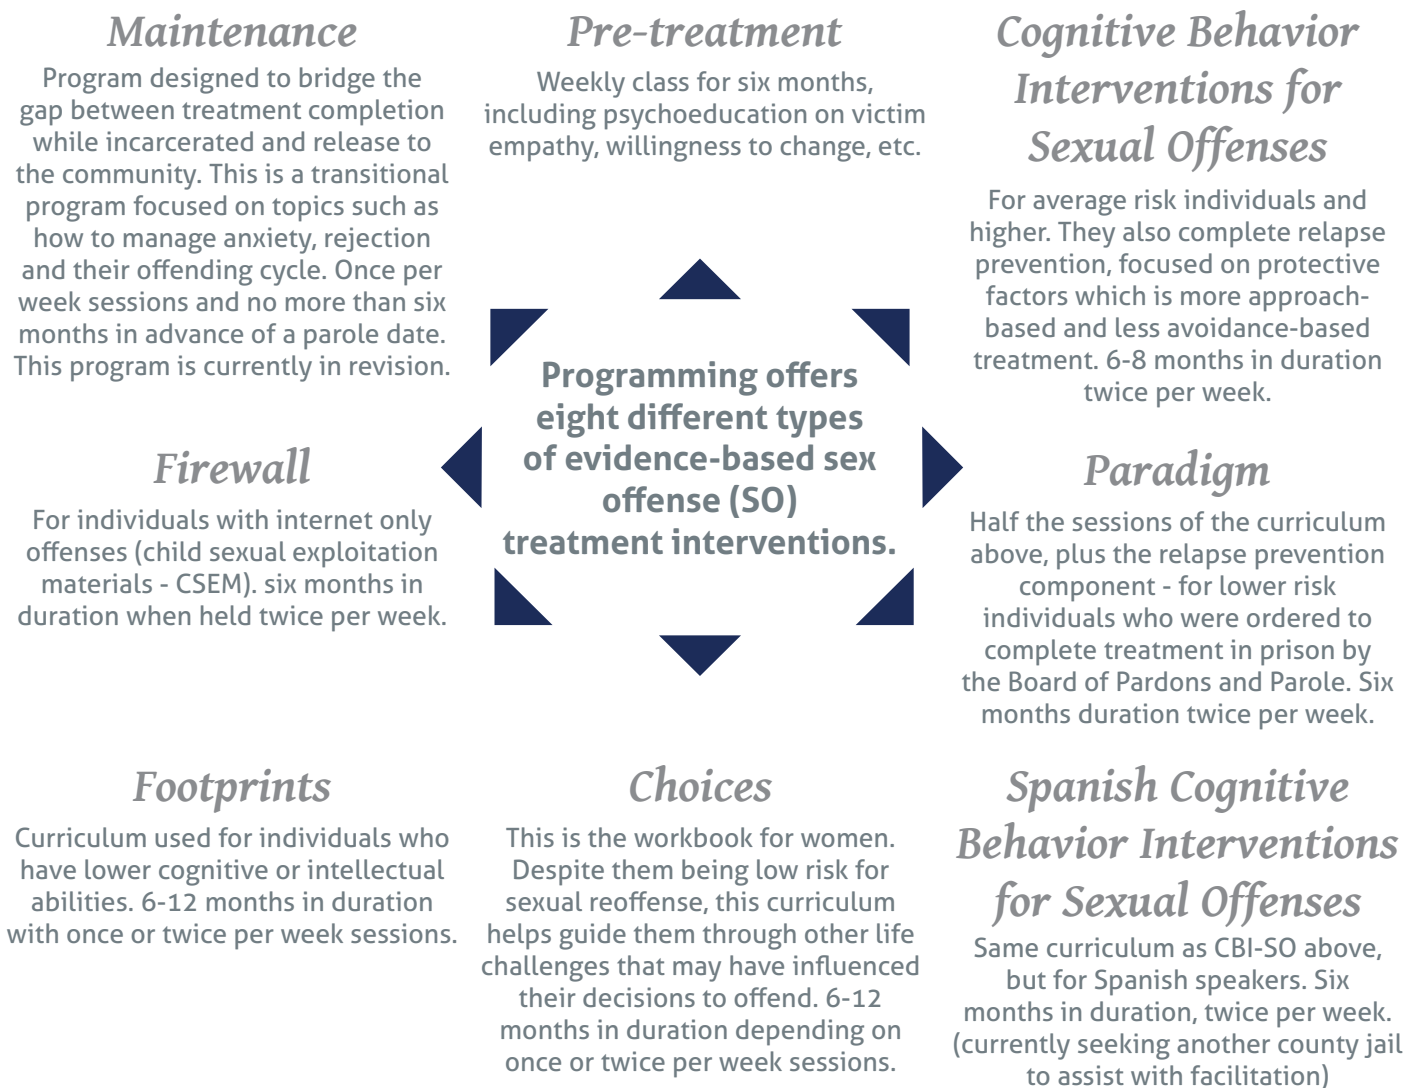 Maintenance
Program designed to bridge the
gap between treatment completion
while incarcerated and release to
the community. This is a transitional
program focused on topics such as
how to manage anxiety, rejection
and their offending cycle. Once per
week sessions and no more than six
months in advance of a parole date.
This program is currently in revision.
Pre-treatment
Weekly class for six months,
including psychoeducation on victim
empathy, willingness to change, etc.
Cognitive Behavior
Interventions for
Sexual Offenses
For average risk individuals and
higher. They also complete relapse
prevention, focused on protective
factors which is more approach-
based and less avoidance-based
treatment. 6-8 months in duration
twice per week.
Programming offers
eight different types
of evidence-based sex
offense (SO)
treatment interventions.
Firewall
For individuals with internet only
offenses (child sexual exploitation
materials - CSEM). six months in
duration when held twice per week.
Paradigm
Half the sessions of the curriculum
above, plus the relapse prevention
component - for lower risk
individuals who were ordered to
complete treatment in prison by
the Board of Pardons and Parole. Six
months duration twice per week.
Footprints
Curriculum used for individuals who
have lower cognitive or intellectual
abilities. 6-12 months in duration
with once or twice per week sessions.
Choices
This is the workbook for women.
Despite them being low risk for
sexual reoffense, this curriculum
helps guide them through other life
challenges that may have influenced
their decisions to offend. 6-12
months in duration depending on
once or twice per week sessions.
Spanish Cognitive
Behavior Interventions
for Sexual Offenses
Same curriculum as CBI-SO above,
but for Spanish speakers. Six
months in duration, twice per week.
(currently seeking another county jail
to assist with facilitation)